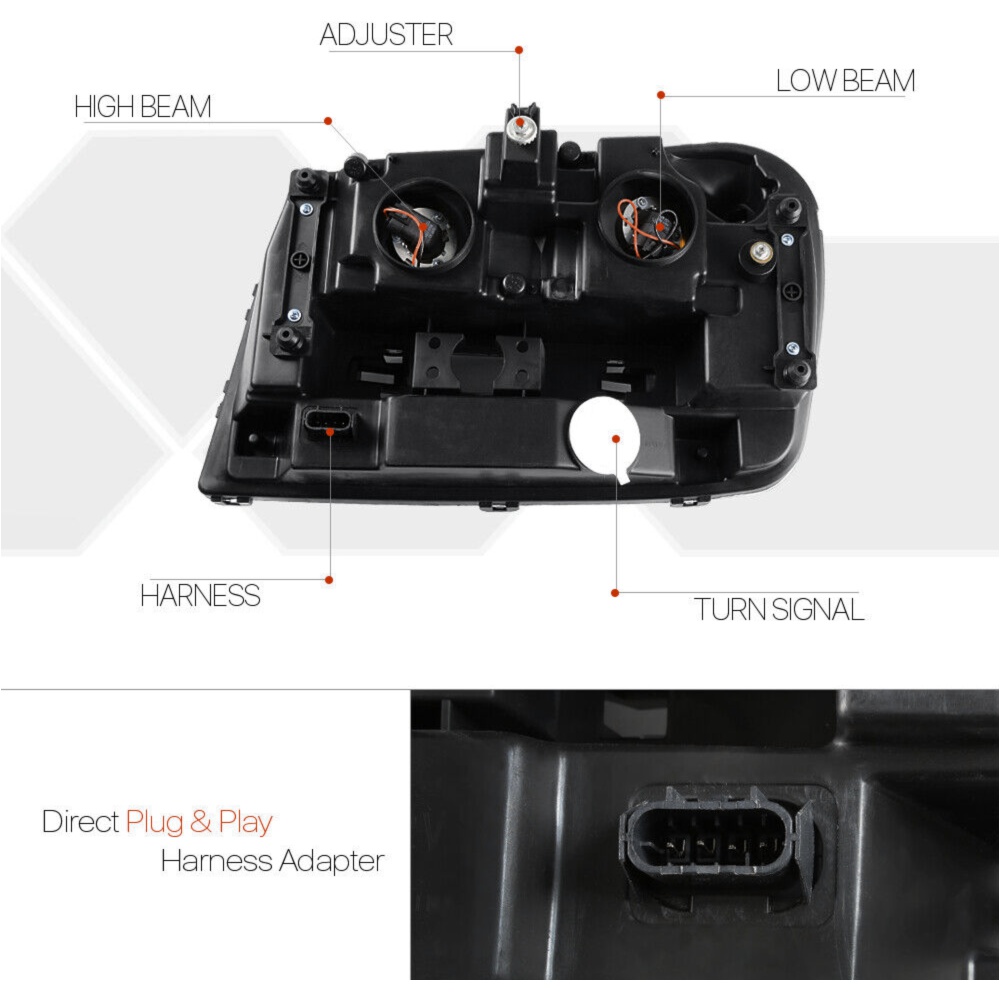 ADJUSTER
LOW BEAM
HIGH BEAM
HARNESS
TURN SIGNAL
Direct Plug & Play
Harness Adapter